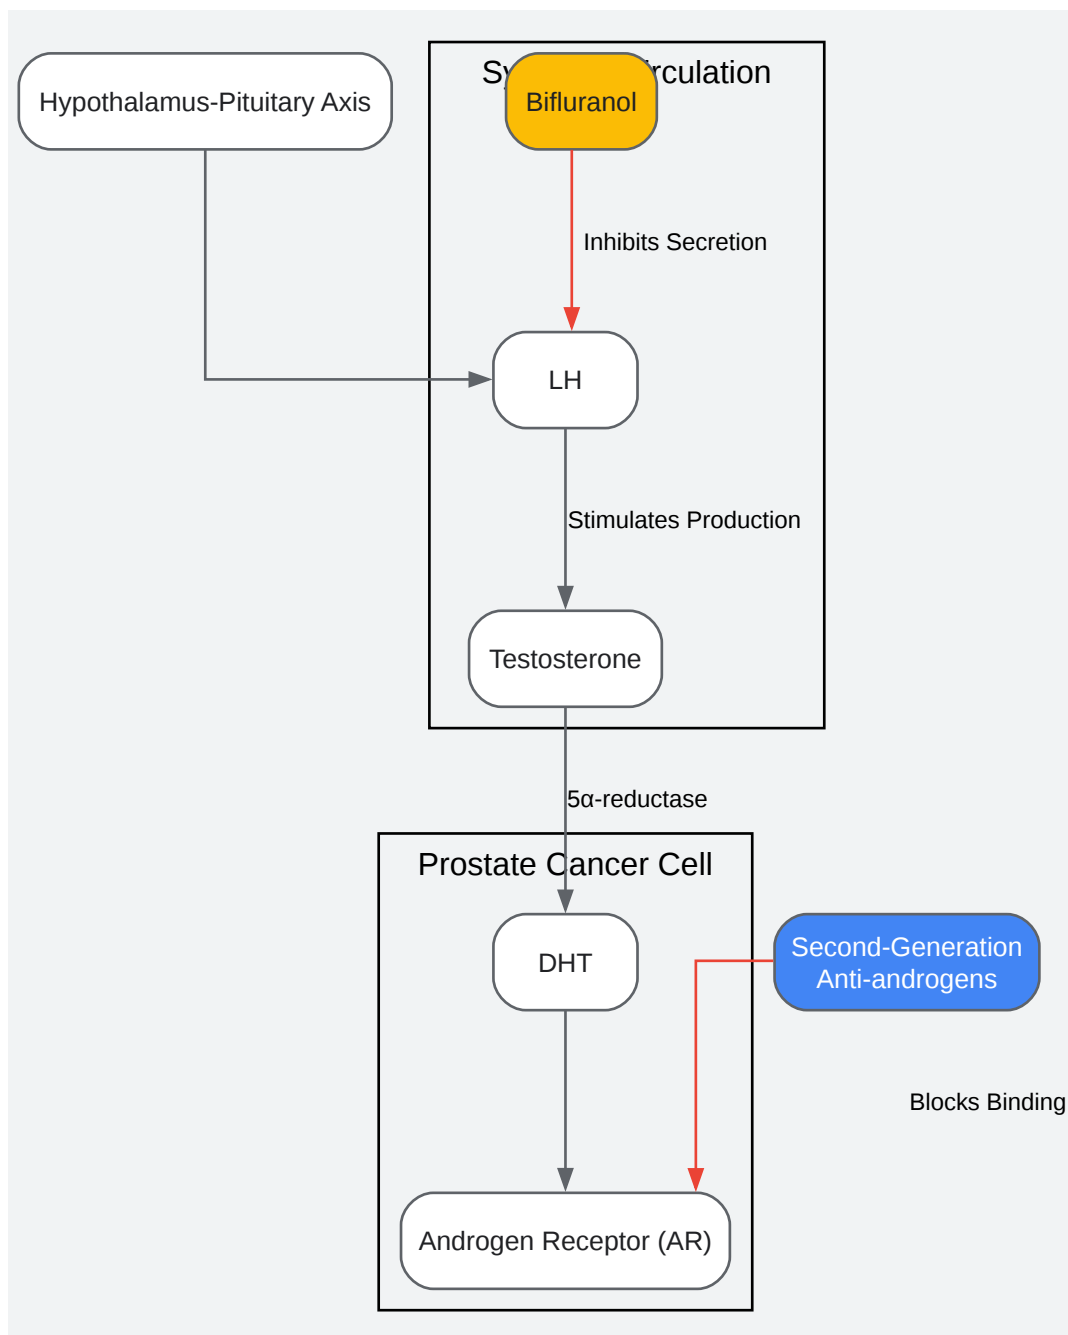 Hypothalamus-Pituitary Axis
Bifluranol
Inhibits Secretion
LH
Stimulates Production
Testosterone
5α-reductase
Prostate Cancer Cell
DHT
Second-Generation
Anti-androgens
Blocks Binding
Androgen Receptor (AR)